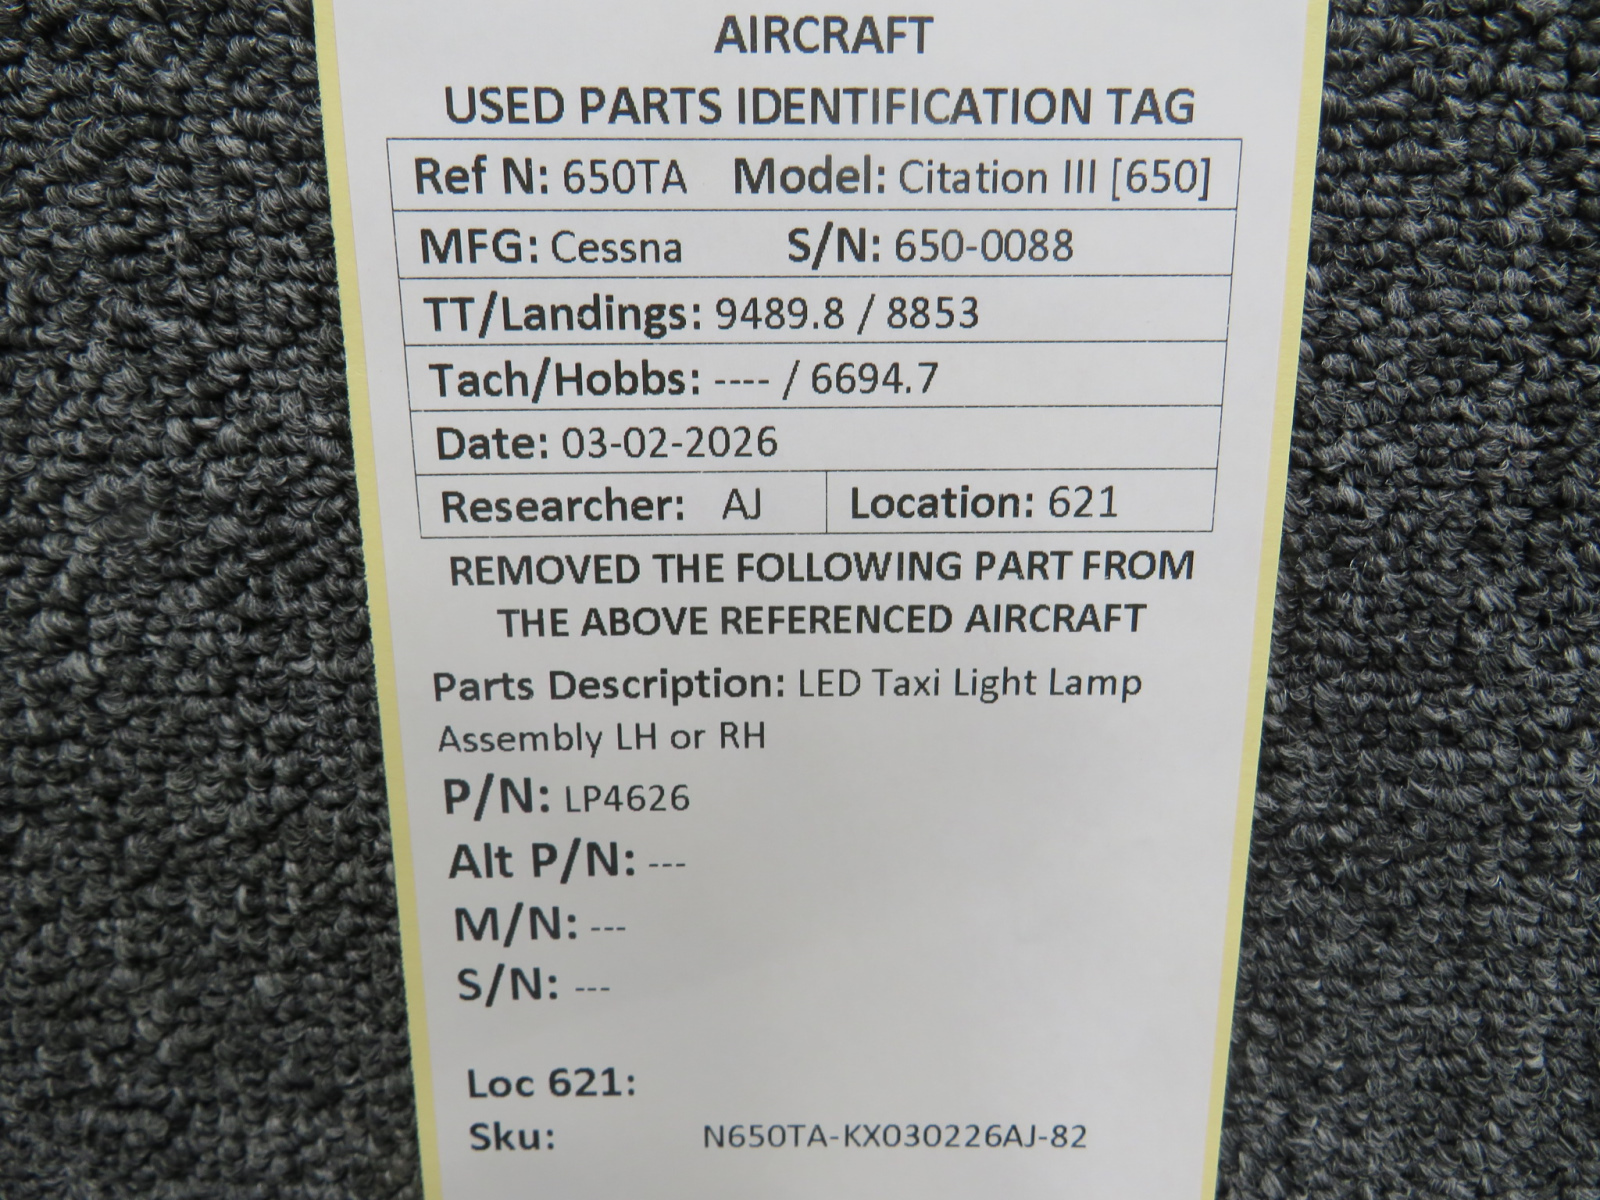 AIRCRAFT
USED PARTS IDENTIFICATION TAG
Ref N: 650TA Model: Citation III [650]
MFG: Cessna S/N: 650-0088
TT/Landings: 9489.8 / 8853
Tach/Hobbs: ---- / 6694.7
Date: 03-02-2026
Researcher: AJ Location: 621
REMOVED THE FOLLOWING PART FROM
THE ABOVE REFERENCED AIRCRAFT
Parts Description: LED Taxi Light Lamp
Assembly LH or RH
P/N: LP4626
Alt P/N: ---
M/N: ---
S/N: ---
Loc 621:
Sku: N650TA-KX030226AJ-82